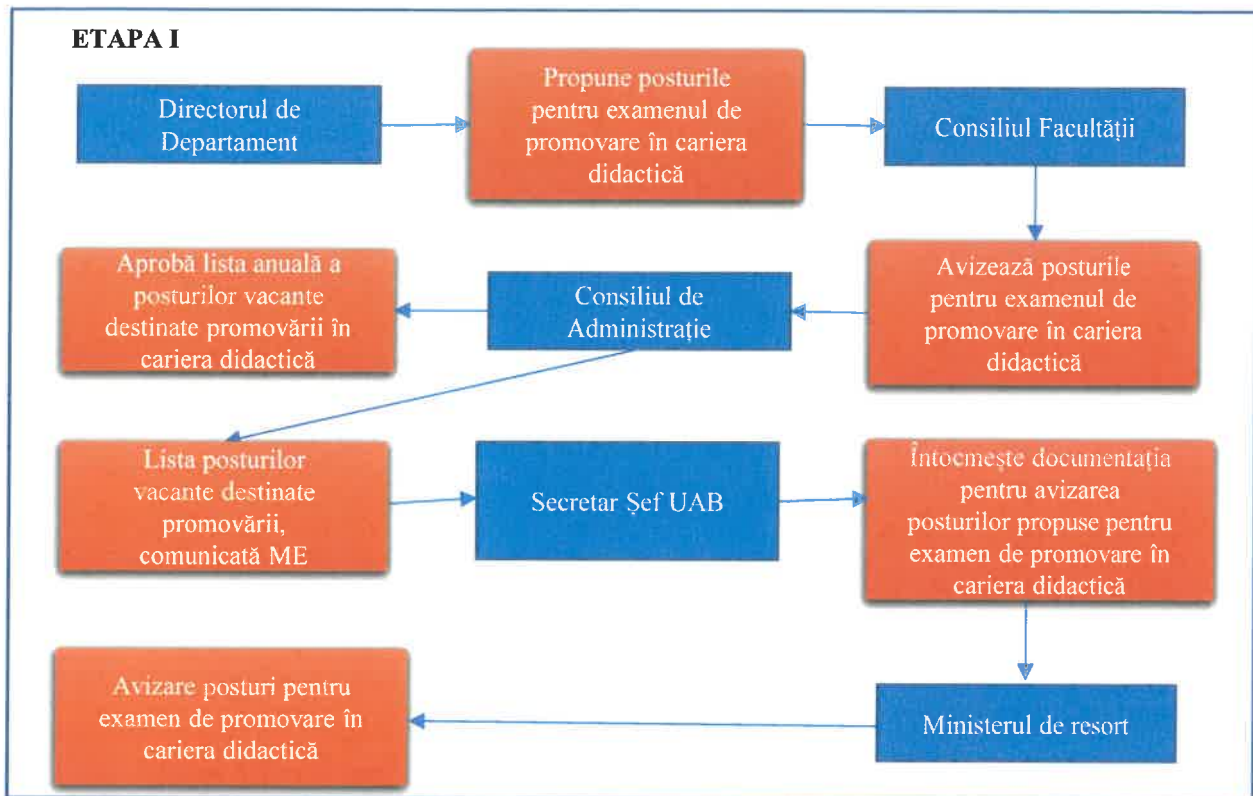 ETAPA I
Directorul de
Departament
Propune posturile
pentru examenul de
promovare în cariera
didactică
Consiliul Facultății
Avizează posturile
pentru examenul de
promovare în cariera
didactică
Consiliul de
Administrație
Aprobă lista anuală a
posturilor vacante
destinate promovării în
cariera didactică
Lista posturilor
vacante destinate
promovării,
comunicată ME
Secretar Șef UAB
Întocmește documentația
pentru avizarea
posturilor propuse pentru
examen de promovare în
cariera didactică
Ministerul de resort
Avizare posturi pentru
examen de promovare în
cariera didactică